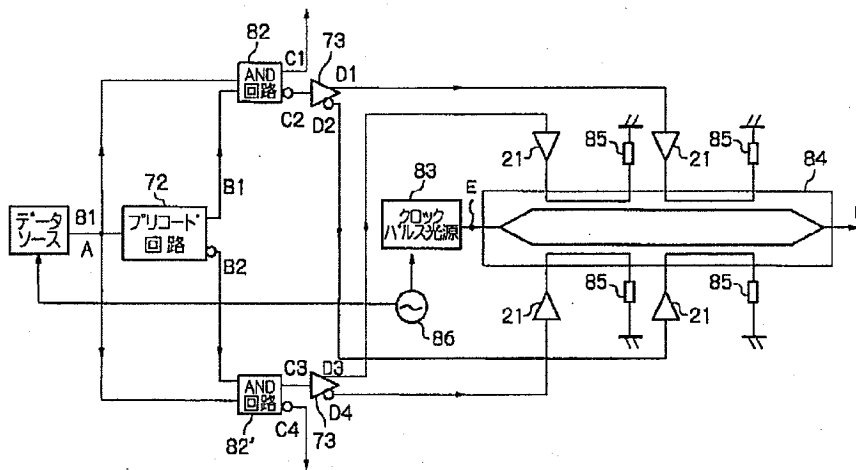 82
C1
73
D1
AND
回路
C2
D2
21
85
21
85
84
72
B1
83
E
81
A
データ
ソース
プリコード
回路
クロック
パルス光源
B2
86
21
85
21
85
AND
回路
C3
D3
D4
82'
C4
73